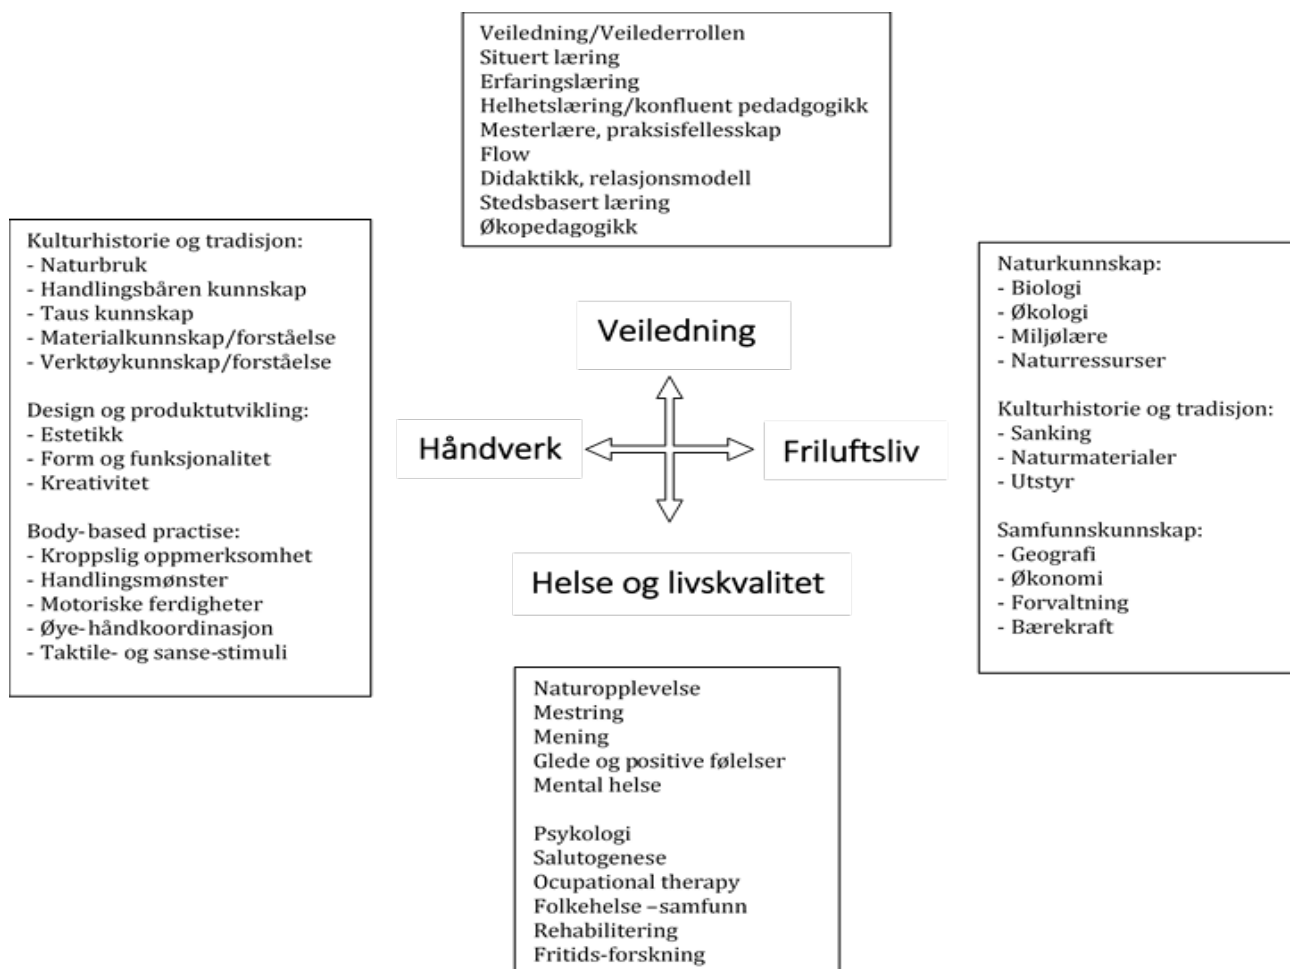 Veiledning/Veilederrollen
Situert læring
Erfaringslæring
Helhetslæring/konfluent pedadgogikk
Mesterlære, praksisfellesskap
Flow
Didaktikk, relasjonsmodell
Stedsbasert læring
Økopedagogikk
Kulturhistorie og tradisjon:
- Naturbruk
- Handlingsbåren kunnskap
- Taus kunnskap
- Materialkunnskap/forståelse
- Verktøykunnskap/forståelse
Design og produktutvikling:
- Estetikk
- Form og funksjonalitet
- Kreativitet
Body-based practise:
- Kroppslig oppmerksomhet
- Handlingsmønster
- Motoriske ferdigheter
- Øye-håndkoordinasjon
- Taktile- og sanse-stimuli
Veiledning
Håndverk
Friluftsliv
Helse og livskvalitet
Naturkunnskap:
- Biologi
- Økologi
- Miljølære
- Naturressurser
Kulturhistorie og tradisjon:
- Sanking
- Naturmaterialer
- Utstyr
Samfunnskunnskap:
- Geografi
- Økonomi
- Forvaltning
- Bærekraft
Naturopplevelse
Mestring
Mening
Glede og positive følelser
Mental helse
Psykologi
Salutogenese
Ocupational therapy
Folkehelse –samfunn
Rehabilitering
Fritids-forskning